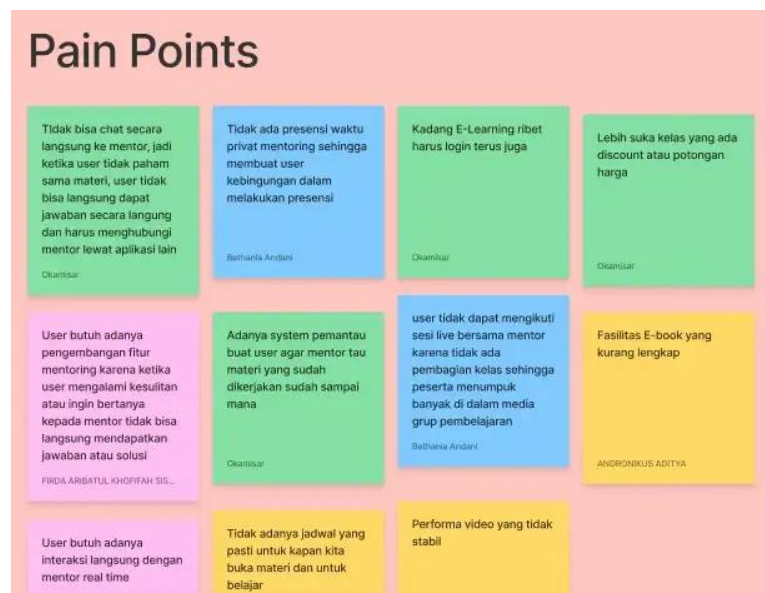 Pain Points
TIdak bisa chat secara
langsung ke mentor, jadi
ketika user tidak paham
sama materi, user tidak
bisa langsung dapat
jawaban secara langung
dan harus menghubungi
mentor lewat aplikasi lain
Okamisar
Tidak ada presensi waktu
privat mentoring sehingga
membuat user
kebingungan dalam
melakukan presensi
Bathania Andani
Kadang E-Learning ribet
harus login terus juga
Okamisar
Lebih suka kelas yang ada
discount atau potongan
harga
Okamisar
User butuh adanya
pengembangan fitur
mentoring karena ketika
user mengalami kesulitan
atau ingin bertanya
kepada mentor tidak bisa
langsung mendapatkan
jawaban atau solusi
FIRDA ARIBATUL KHOFIFAH SIS...
Adanya system pemantau
buat user agar mentor tau
materi yang sudah
dikerjakan sudah sampai
mana
Okamisar
user tidak dapat mengikuti
sesi live bersama mentor
karena tidak ada
pembagian kelas sehingga
peserta menumpuk
banyak di dalam media
grup pembelajaran
Bathania Andani
Fasilitas E-book yang
kurang lengkap
ANDRONIKUS ADITYA
User butuh adanya
interaksi langsung dengan
mentor real time
Tidak adanya jadwal yang
pasti untuk kapan kita
buka materi dan untuk
belajar
Performa video yang tidak
stabil